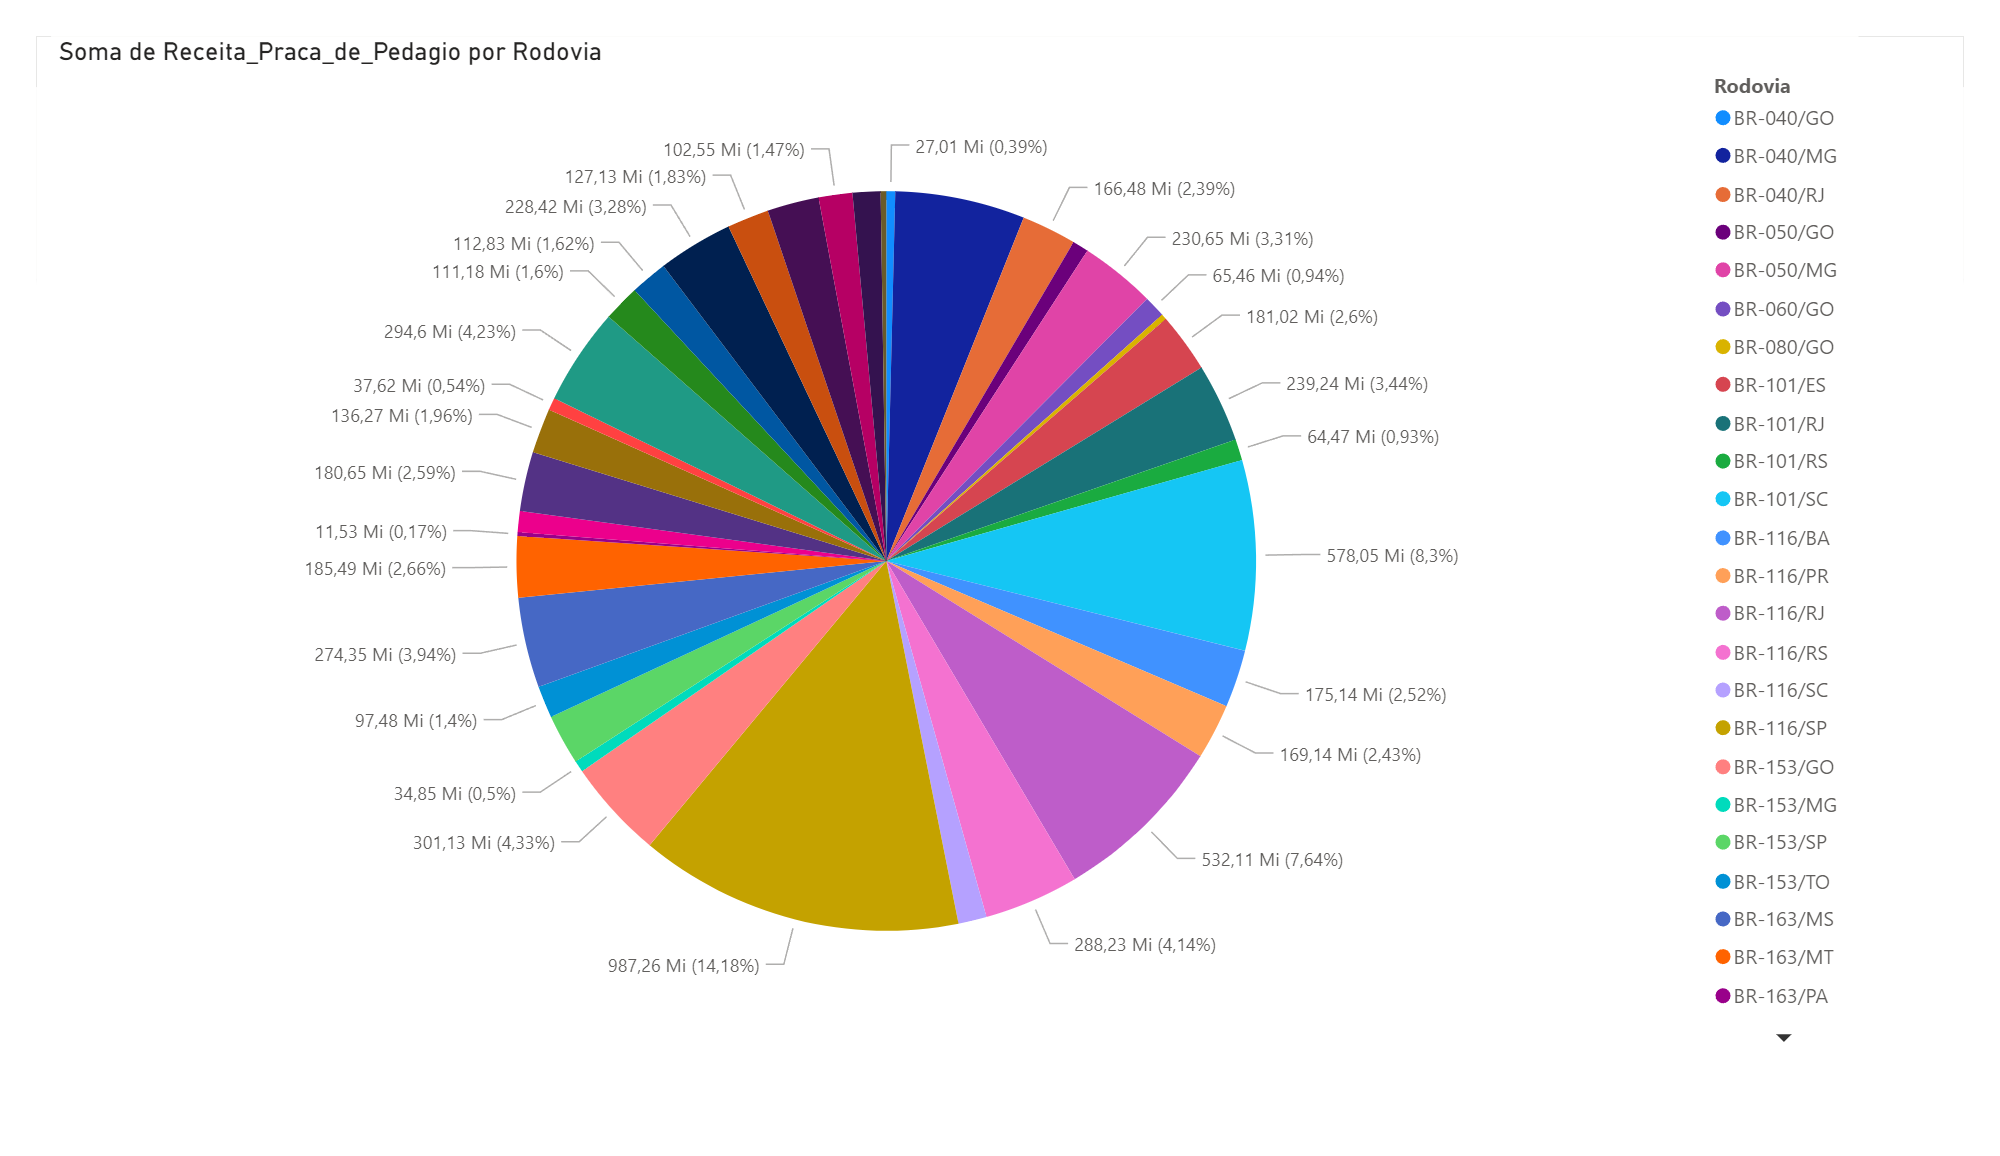 Soma de Receita_Praca_de_Pedagio por Rodovia
Rodovia
BR-040/GO
BR-040/MG
BR-040/RJ
BR-050/GO
BR-050/MG
BR-060/GO
BR-080/GO
BR-101/ES
BR-101/RJ
BR-101/RS
BR-101/SC
BR-116/BA
BR-116/PR
BR-116/RJ
BR-116/RS
BR-116/SC
BR-116/SP
BR-153/GO
BR-153/MG
BR-153/SP
BR-153/TO
BR-163/MS
BR-163/MT
BR-163/PA
27,01 Mi (0,39%)
166,48 Mi (2,39%)
230,65 Mi (3,31%)
65,46 Mi (0,94%)
181,02 Mi (2,6%)
239,24 Mi (3,44%)
64,47 Mi (0,93%)
578,05 Mi (8,3%)
175,14 Mi (2,52%)
169,14 Mi (2,43%)
532,11 Mi (7,64%)
288,23 Mi (4,14%)
987,26 Mi (14,18%)
301,13 Mi (4,33%)
34,85 Mi (0,5%)
97,48 Mi (1,4%)
274,35 Mi (3,94%)
185,49 Mi (2,66%)
11,53 Mi (0,17%)
180,65 Mi (2,59%)
136,27 Mi (1,96%)
37,62 Mi (0,54%)
294,6 Mi (4,23%)
111,18 Mi (1,6%)
112,83 Mi (1,62%)
228,42 Mi (3,28%)
127,13 Mi (1,83%)
102,55 Mi (1,47%)